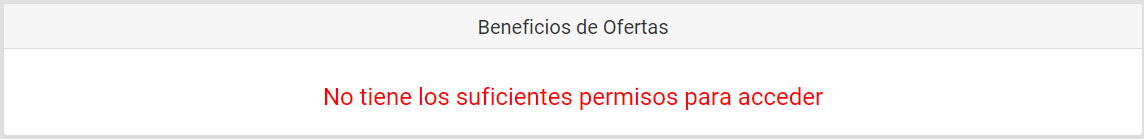 Beneficios de Ofertas
No tiene los suficientes permisos para acceder